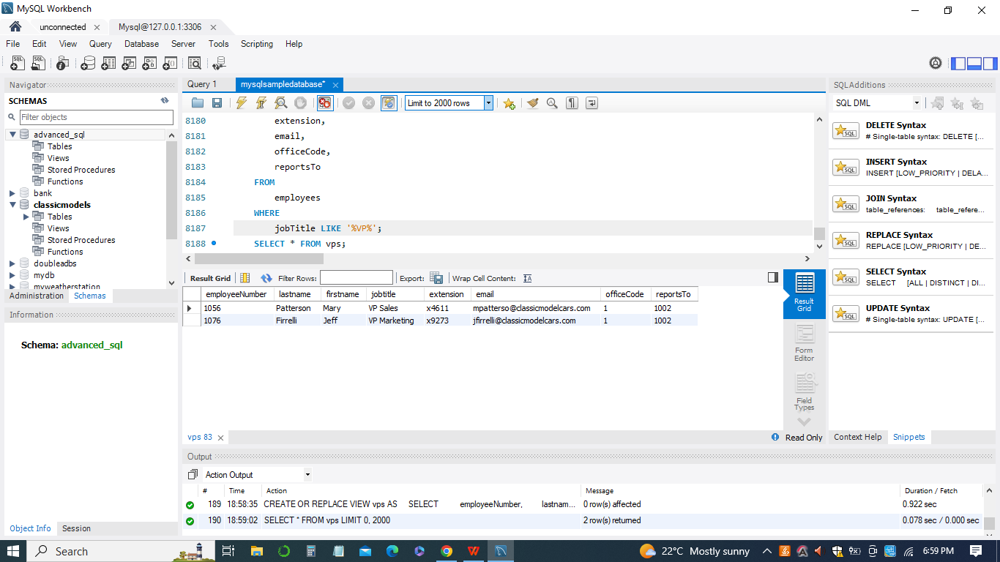 MySQL Workbench
unconnected
Mysql@127.0.0.1:3306
File Edit View Query Database Server Tools Scripting Help
Navigator
SCHEMAS
Filter objects
advanced_sql
Tables
Views
Stored Procedures
Functions
bank
classicmodels
Tables
Views
Stored Procedures
Functions
doubleadbs
mydb
myweatherstation
Administration Schemas
Information
Schema: advanced_sql
Object Info Session
Query 1 mysqlsampledatabase*
Limit to 2000 rows
8180 extension,
8181 email,
8182 officeCode,
8183 reportsTo
8184 FROM
8185 employees
8186 WHERE
8187 jobTitle LIKE '%VP%';
8188 SELECT * FROM vps;
Result Grid Filter Rows: Export: Wrap Cell Content: IA
employeeNumber lastname firstname jobtitle extension email officeCode reportsTo
1056 Patterson Mary VP Sales x4611 mpatterso@classicmodelcars.com 1 1002
1076 Firrelli Jeff VP Marketing x9273 jfirrelli@classicmodelcars.com 1 1002
Result
Grid
Form
Editor
Field
Types
vps 83
Read Only
SQLAdditions
SQL DML
DELETE Syntax
# Single-table syntax: DELETE [...
INSERT Syntax
INSERT [LOW_PRIORITY | DELA...
JOIN Syntax
table_references: table_refere...
REPLACE Syntax
REPLACE [LOW_PRIORITY | DE...
SELECT Syntax
SELECT [ALL | DISTINCT | DI...
UPDATE Syntax
# Single-table syntax: UPDATE [...
Context Help Snippets
Output
Action Output
# Time Action Message Duration / Fetch
189 18:58:35 CREATE OR REPLACE VIEW vps AS SELECT employeeNumber, lastnam... 0 row(s) affected 0.922 sec
190 18:59:02 SELECT * FROM vps LIMIT 0, 2000 2 row(s) returned 0.078 sec / 0.000 sec
Search
22°C Mostly sunny
6:59 PM